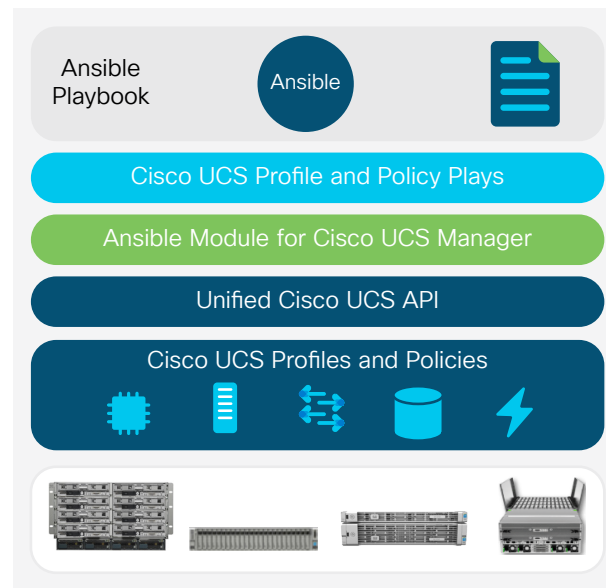 Ansible
Playbook
Ansible
Cisco UCS Profile and Policy Plays
Ansible Module for Cisco UCS Manager
Unified Cisco UCS API
Cisco UCS Profiles and Policies